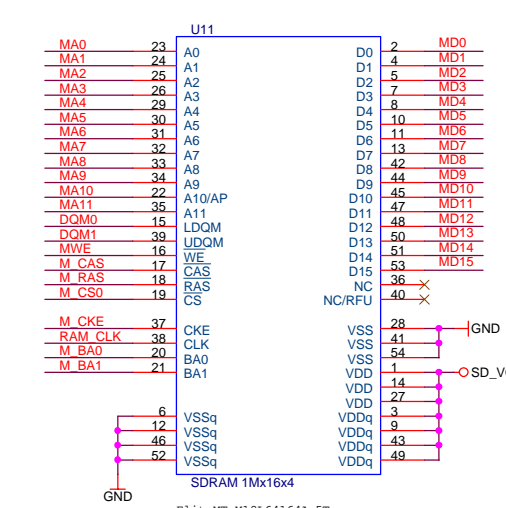 U11
MA0 23 A0 D0 2 MD0
MA1 24 A1 D1 4 MD1
MA2 25 A2 D2 5 MD2
MA3 26 A3 D3 7 MD3
MA4 29 A4 D4 8 MD4
MA5 30 A5 D5 10 MD5
MA6 31 A6 D6 11 MD6
MA7 32 A7 D7 13 MD7
MA8 33 A8 D8 42 MD8
MA9 34 A9 D9 44 MD9
MA10 22 A10/AP D10 45 MD10
MA11 35 A11 D11 47 MD11
DQM0 15 LDQM D12 48 MD12
DQM1 39 UDQM D13 50 MD13
MWE 16 WE D14 51 MD14
M_CAS 17 CAS D15 53 MD15
M_RAS 18 RAS NC 36
M_CS0 19 CS NC/RFU 40
M_CKE 37 CKE VSS 28 GND
RAM_CLK 38 CLK VSS 41
M_BA0 20 BA0 VSS 54
M_BA1 21 BA1 VDD 1
VDD 14
VDD 27
6 VSSq VDDq 3
12 VSSq VDDq 9
46 VSSq VDDq 43
52 VSSq VDDq 49
GND
SDRAM 1Mx16x4